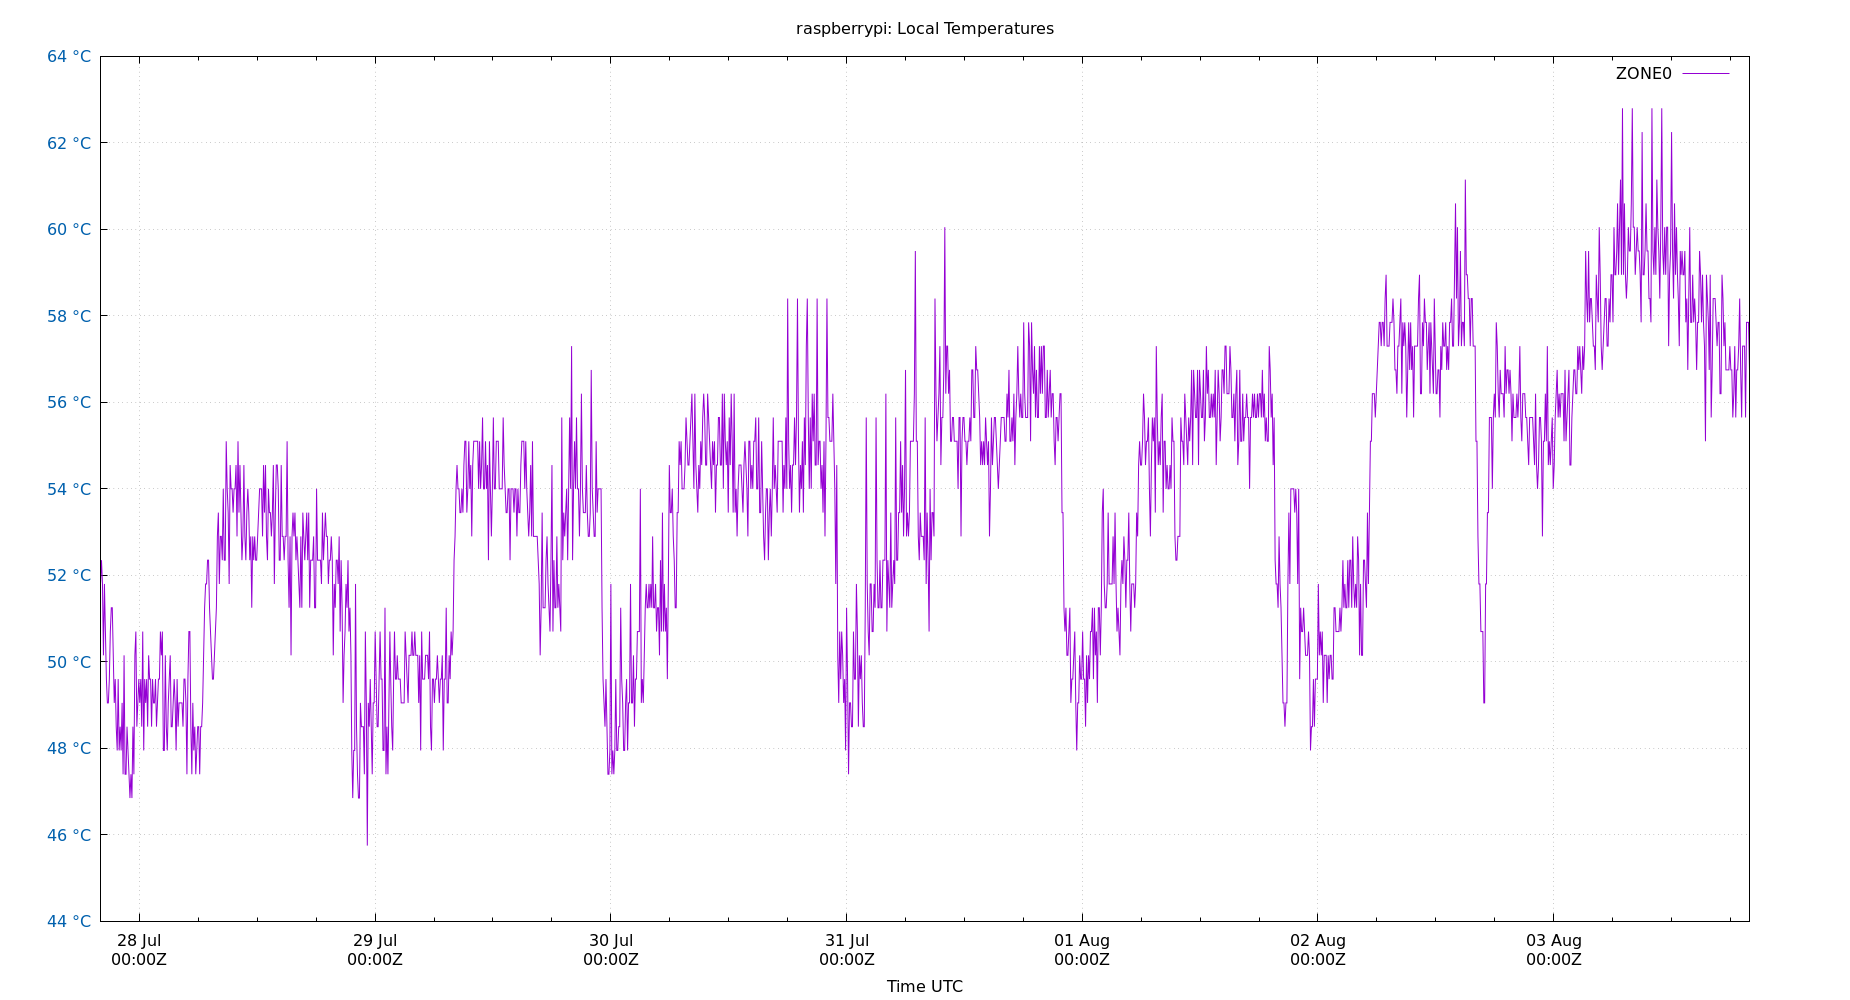 raspberrypi: Local Temperatures
64 °C
ZONE0
62 °C
60 °C
58 °C
56 °C
54 °C
52 °C
50 °C
48 °C
46 °C
44 °C
28 Jul 29 Jul 30 Jul 31 Jul 01 Aug 02 Aug 03 Aug
00:00Z 00:00Z 00:00Z 00:00Z 00:00Z 00:00Z 00:00Z
Time UTC